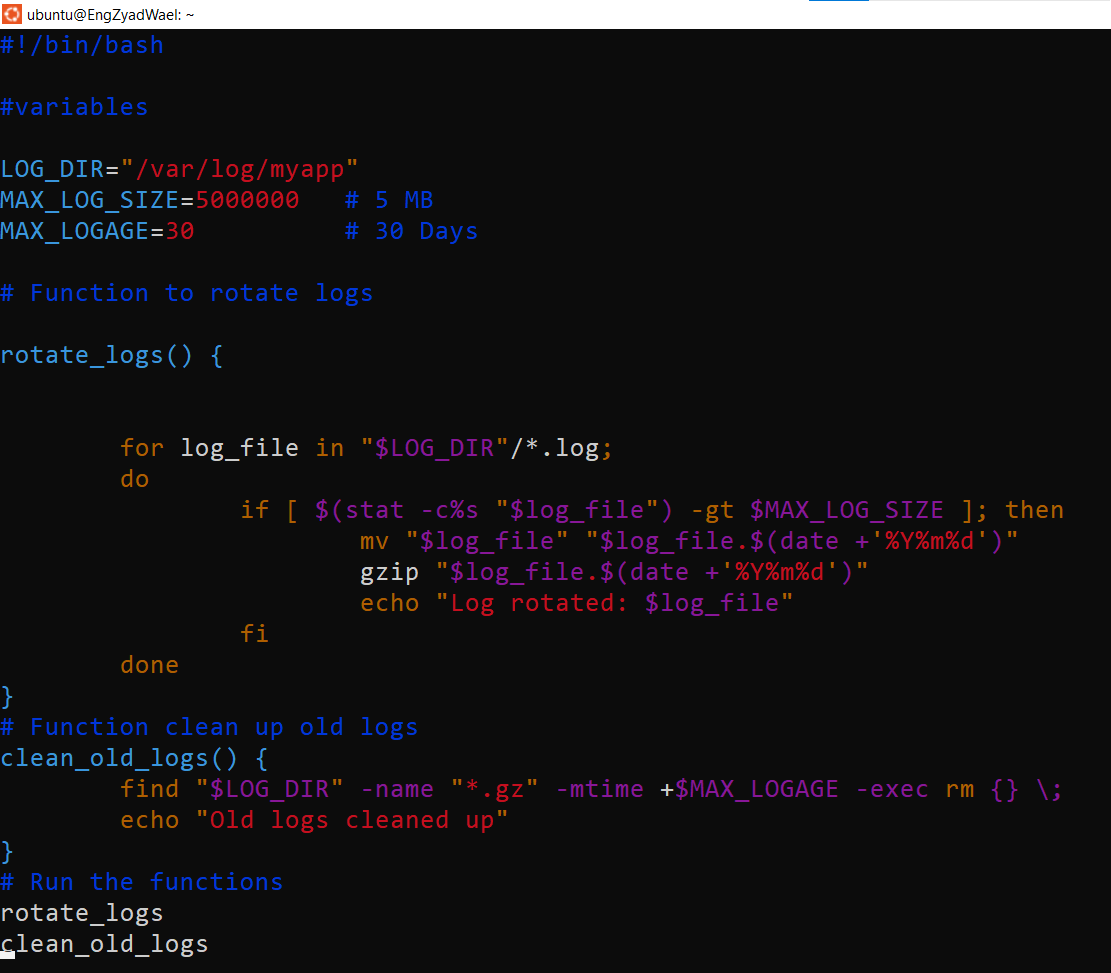 ubuntu@EngZyadWael: ~
#!/bin/bash
#variables
LOG_DIR="/var/log/myapp"
MAX_LOG_SIZE=5000000   # 5 MB
MAX_LOGAGE=30          # 30 Days
# Function to rotate logs
rotate_logs() {
        for log_file in "$LOG_DIR"/*.log;
        do
                if [ $(stat -c%s "$log_file") -gt $MAX_LOG_SIZE ]; then
                        mv "$log_file" "$log_file.$(date +'%Y%m%d')"
                        gzip "$log_file.$(date +'%Y%m%d')"
                        echo "Log rotated: $log_file"
                fi
        done
}
# Function clean up old logs
clean_old_logs() {
        find "$LOG_DIR" -name "*.gz" -mtime +$MAX_LOGAGE -exec rm {} \;
        echo "Old logs cleaned up"
}
# Run the functions
rotate_logs
clean_old_logs